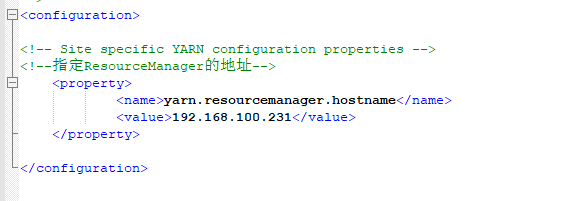 <configuration>
<!-- Site specific YARN configuration properties -->
<!--指定ResourceManager的地址-->
<property>
<name>yarn.resourcemanager.hostname</name>
<value>192.168.100.231</value>
</property>
</configuration>